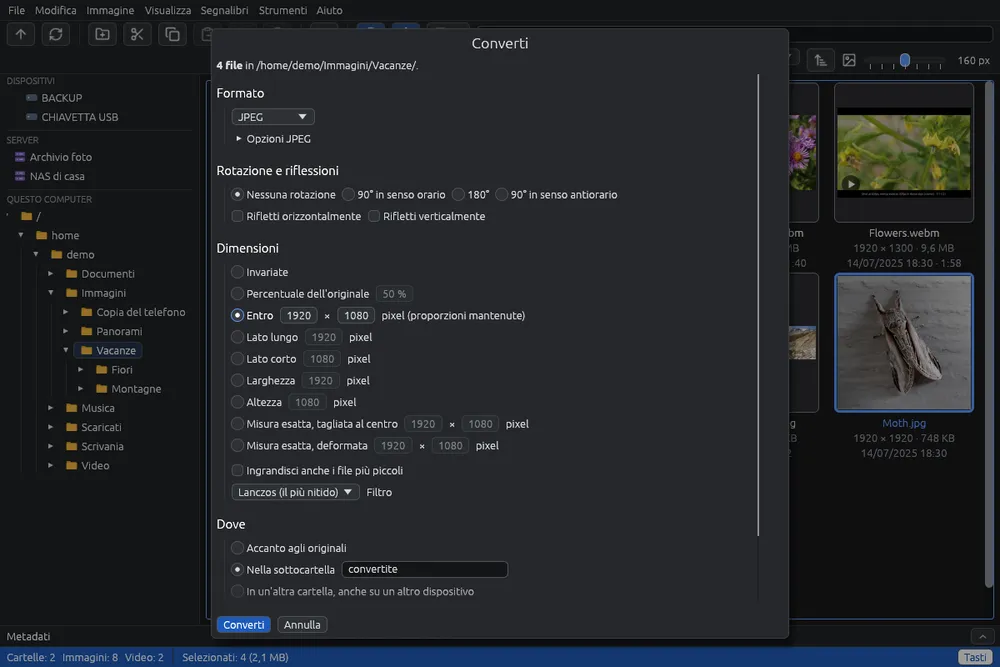 File Modifica Immagine Visualizza Segnalibri Strumenti Aiuto
160 px
DISPOSITIVI
BACKUP
CHIAVETTA USB
SERVER
Archivio foto
NAS di casa
QUESTO COMPUTER
/
home
demo
Documenti
Immagini
Copia del telefono
Panorami
Vacanze
Fiori
Montagne
Musica
Scaricati
Scrivania
Video
Converti
4 file in /home/demo/Immagini/Vacanze/.
Formato
JPEG
Opzioni JPEG
Rotazione e riflessioni
Nessuna rotazione 90° in senso orario 180° 90° in senso antiorario
Rifletti orizzontalmente Rifletti verticalmente
Dimensioni
Invariate
Percentuale dell'originale 50 %
Entro 1920 × 1080 pixel (proporzioni mantenute)
Lato lungo 1920 pixel
Lato corto 1080 pixel
Larghezza 1920 pixel
Altezza 1080 pixel
Misura esatta, tagliata al centro 1920 × 1080 pixel
Misura esatta, deformata 1920 × 1080 pixel
Ingrandisci anche i file più piccoli
Lanczos (il più nitido) Filtro
Dove
Accanto agli originali
Nella sottocartella convertite
In un'altra cartella, anche su un altro dispositivo
Converti Annulla
Flowers.webm
1920 × 1300 · 9,6 MB
14/07/2025 18:30 · 1:58
Moth.jpg
1920 × 1920 · 748 KB
14/07/2025 18:30
Metadati
Cartelle: 2 Immagini: 8 Video: 2 Selezionati: 4 (2,1 MB)
Tasti